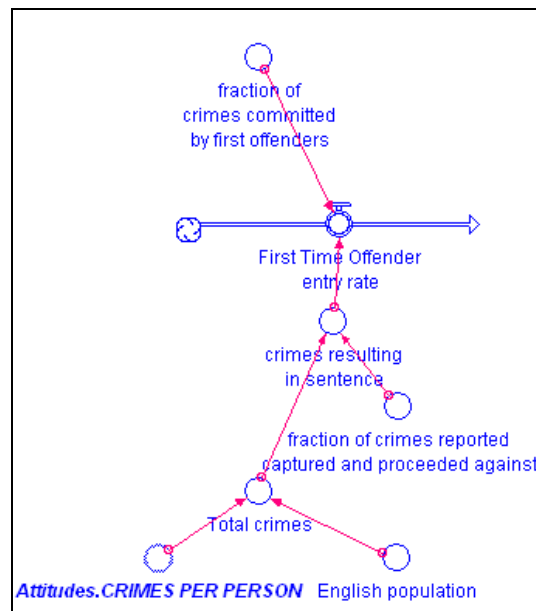 fraction of
crimes committed
by first offenders
First Time Offender
entry rate
crimes resulting
in sentence
fraction of crimes reported
captured and proceeded against
Total crimes
Attitudes.CRIMES PER PERSON
English population